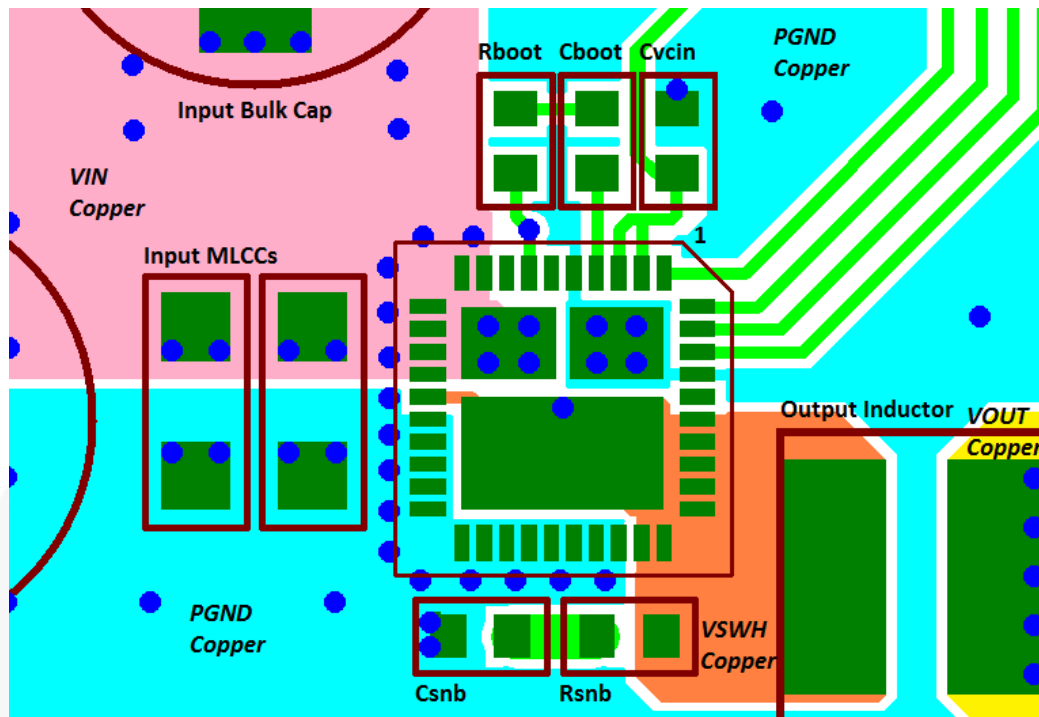 Rboot Cboot Cvcin
PGND
Copper
Input Bulk Cap
VIN
Copper
1
Input MLCCs
Output Inductor
VOUT
Copper
PGND
Copper
VSWH
Copper
Csnb
Rsnb